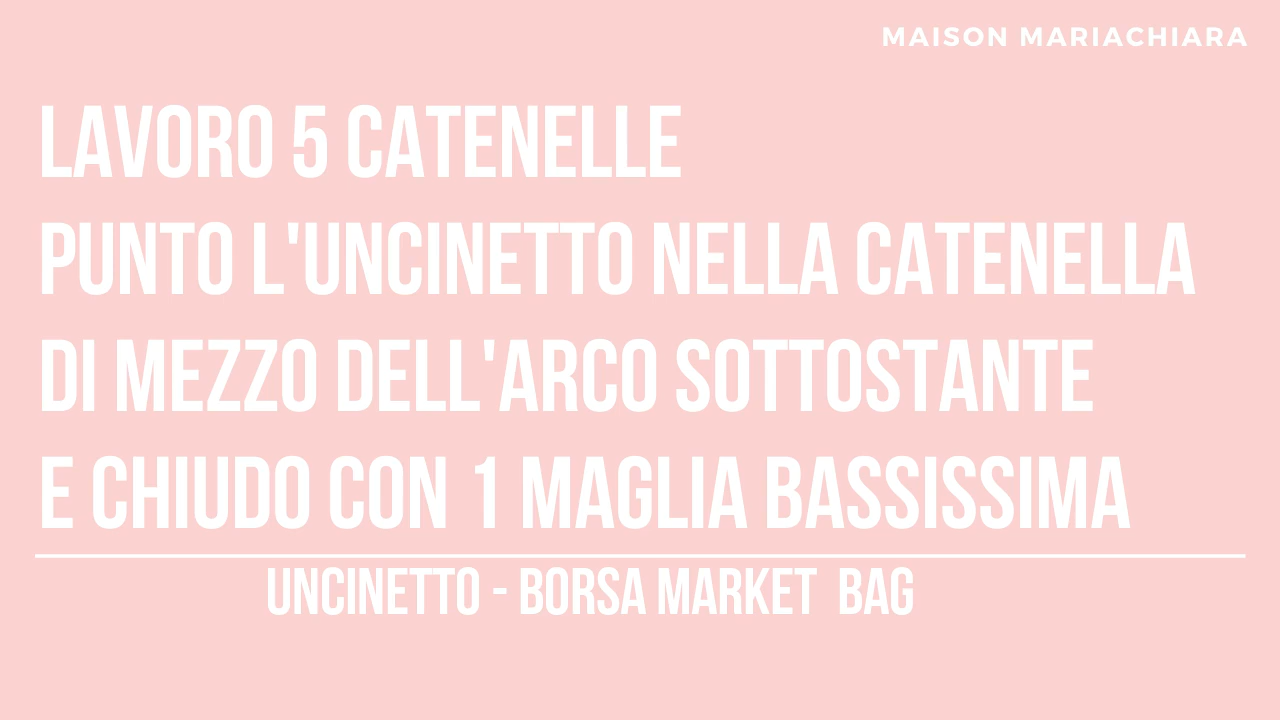 MAISON MARIACHIARA
LAVORO 5 CATENELLE
PUNTO L'UNCINETTO NELLA CATENELLA
DI MEZZO DELL'ARCO SOTTOSTANTE
E CHIUDO CON 1 MAGLIA BASSISSIMA
UNCINETTO - BORSA MARKET BAG